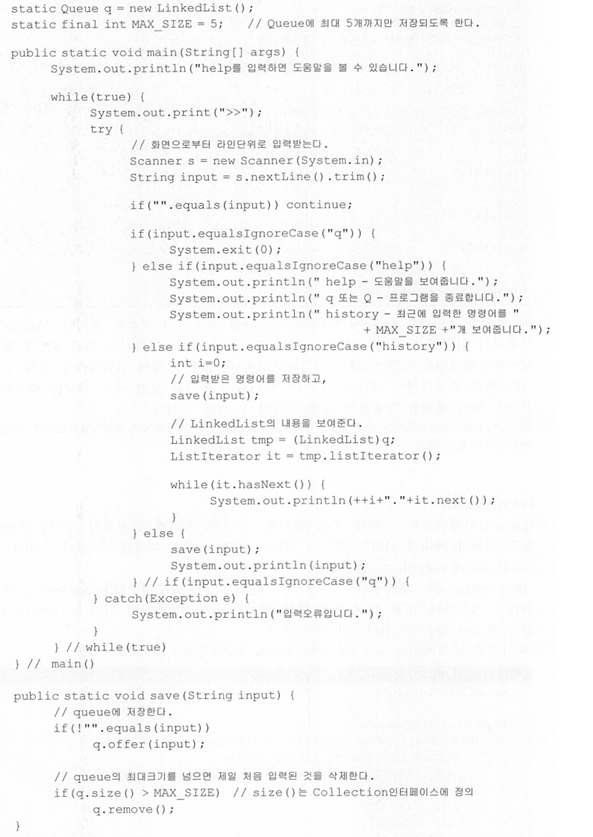 static Queue q = new LinkedList();
static final int MAX_SIZE = 5;    // Queue에 최대 5개까지만 저장되도록 한다.

public static void main(String[] args) {
     System.out.println("help를 입력하면 도움말을 볼 수 있습니다.");

     while(true) {
          System.out.print(">>");
          try {
               // 화면으로부터 라인단위로 입력받는다.
               Scanner s = new Scanner(System.in);
               String input = s.nextLine().trim();

               if("".equals(input)) continue;

               if(input.equalsIgnoreCase("q")) {
                    System.exit(0);
               } else if(input.equalsIgnoreCase("help")) {
                    System.out.println(" help - 도움말을 보여줍니다.");
                    System.out.println(" q 또는 Q - 프로그램을 종료합니다.");
                    System.out.println(" history - 최근에 입력한 명령어를 "
                                             + MAX_SIZE +"개 보여줍니다.");
               } else if(input.equalsIgnoreCase("history")) {
                    int i=0;
                    // 입력받은 명령어를 저장하고,
                    save(input);

                    // LinkedList의 내용을 보여준다.
                    LinkedList tmp = (LinkedList)q;
                    ListIterator it = tmp.listIterator();

                    while(it.hasNext()) {
                         System.out.println(++i+"."+it.next());
                    }
               } else {
                    save(input);
                    System.out.println(input);
               } // if(input.equalsIgnoreCase("q")) {
          } catch(Exception e) {
               System.out.println("입력오류입니다.");
          }
     } // while(true)
} //  main()

public static void save(String input) {
     // queue에 저장한다.
     if(!"".equals(input))
          q.offer(input);

     // queue의 최대크기를 넘으면 제일 처음 입력된 것을 삭제한다.
     if(q.size() > MAX_SIZE)  // size()는 Collection인터페이스에 정의
          q.remove();
}